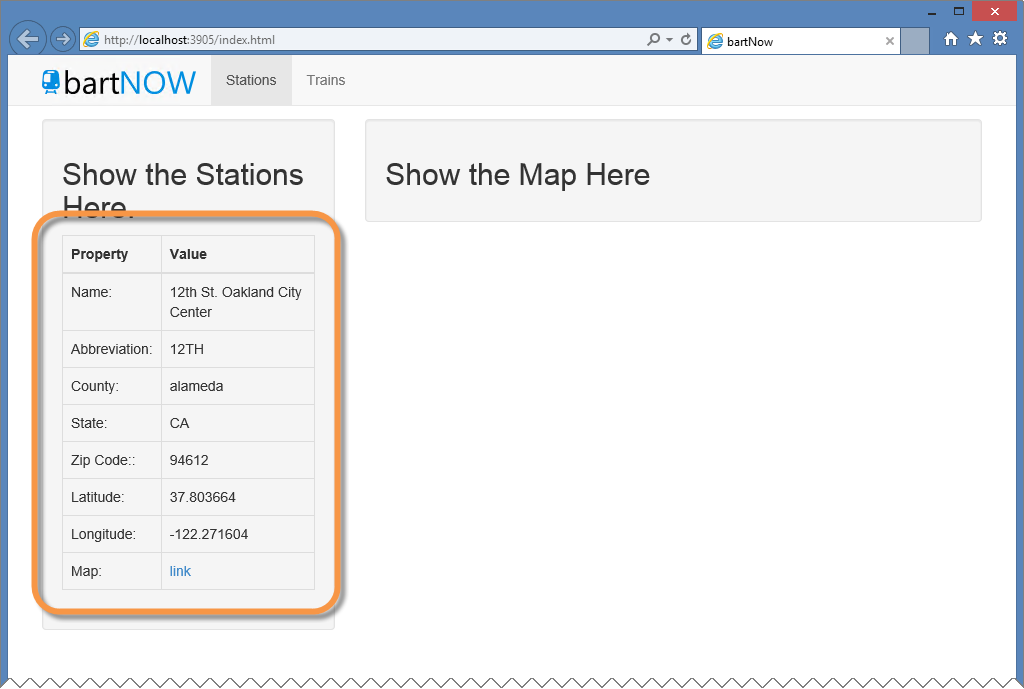 http://localhost:3905/index.html
bartNOW
bartNOW
Stations
Trains
Show the Stations
Here.
Show the Map Here
Property Value
Name: 12th St. Oakland City
Center
Abbreviation: 12TH
County: alameda
State: CA
Zip Code:: 94612
Latitude: 37.803664
Longitude: -122.271604
Map: link